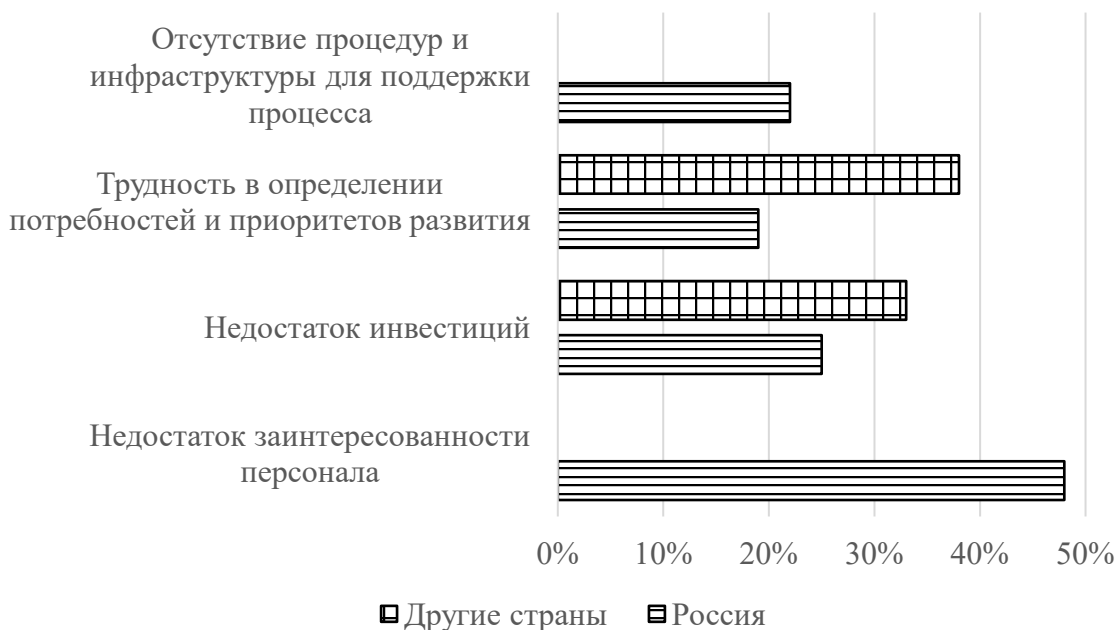 Отсутствие процедур и
инфраструктуры для поддержки
процесса
Трудность в определении
потребностей и приоритетов развития
Недостаток инвестиций
Недостаток заинтересованности
персонала
0% 10% 20% 30% 40% 50%
Другие страны Россия